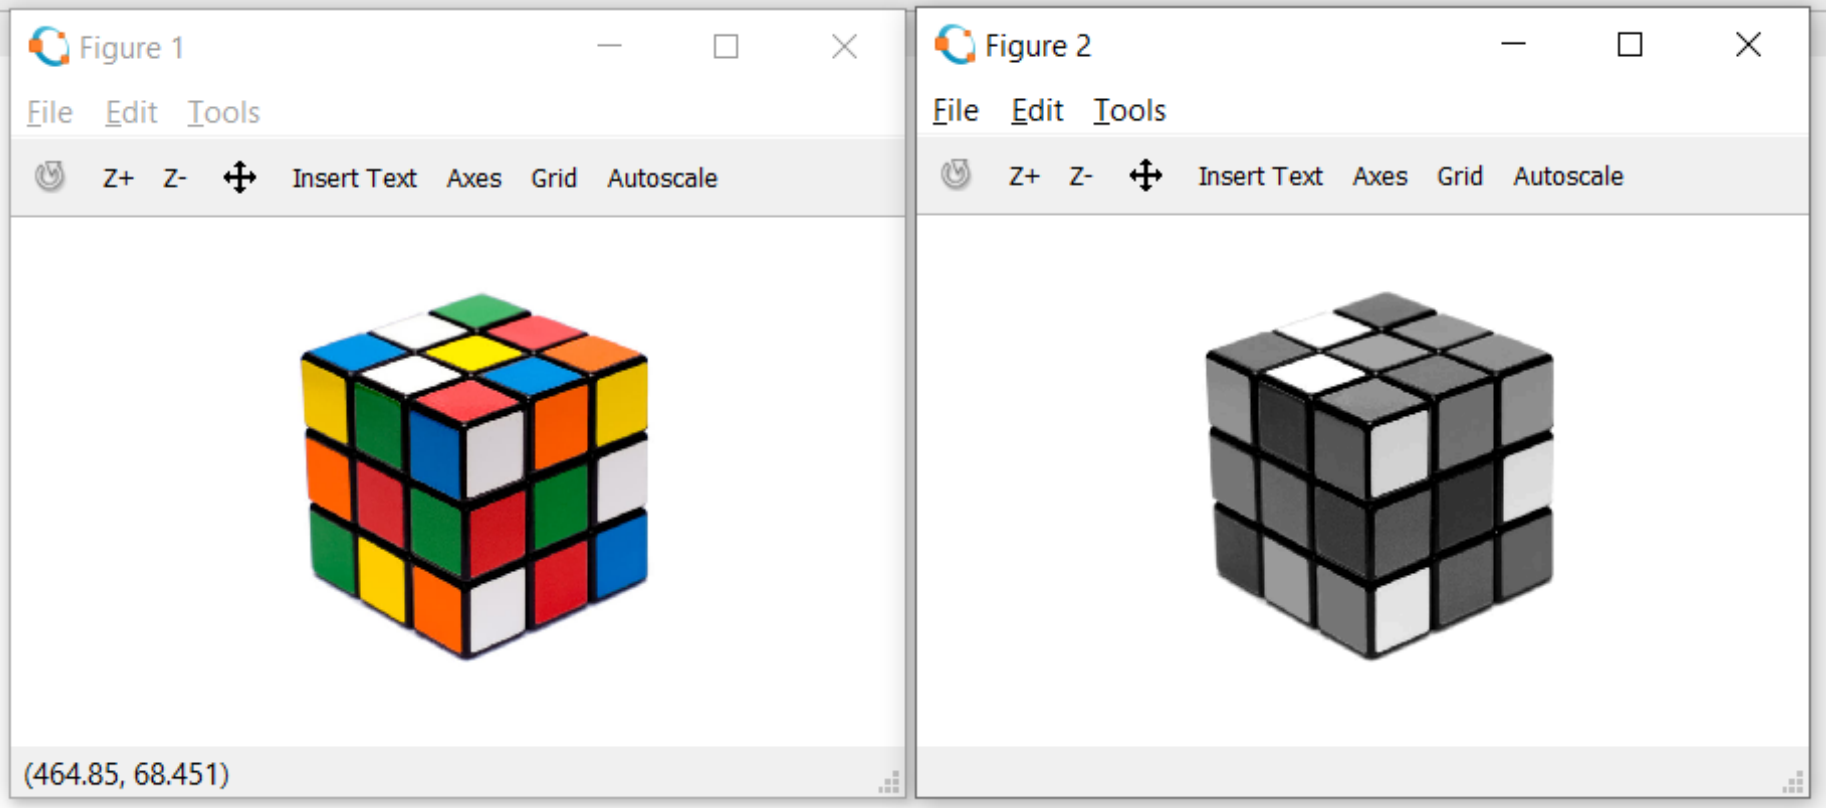 Figure 1
File Edit Tools
Z+ Z- Insert Text Axes Grid Autoscale
(464.85, 68.451)
Figure 2
File Edit Tools
Z+ Z- Insert Text Axes Grid Autoscale